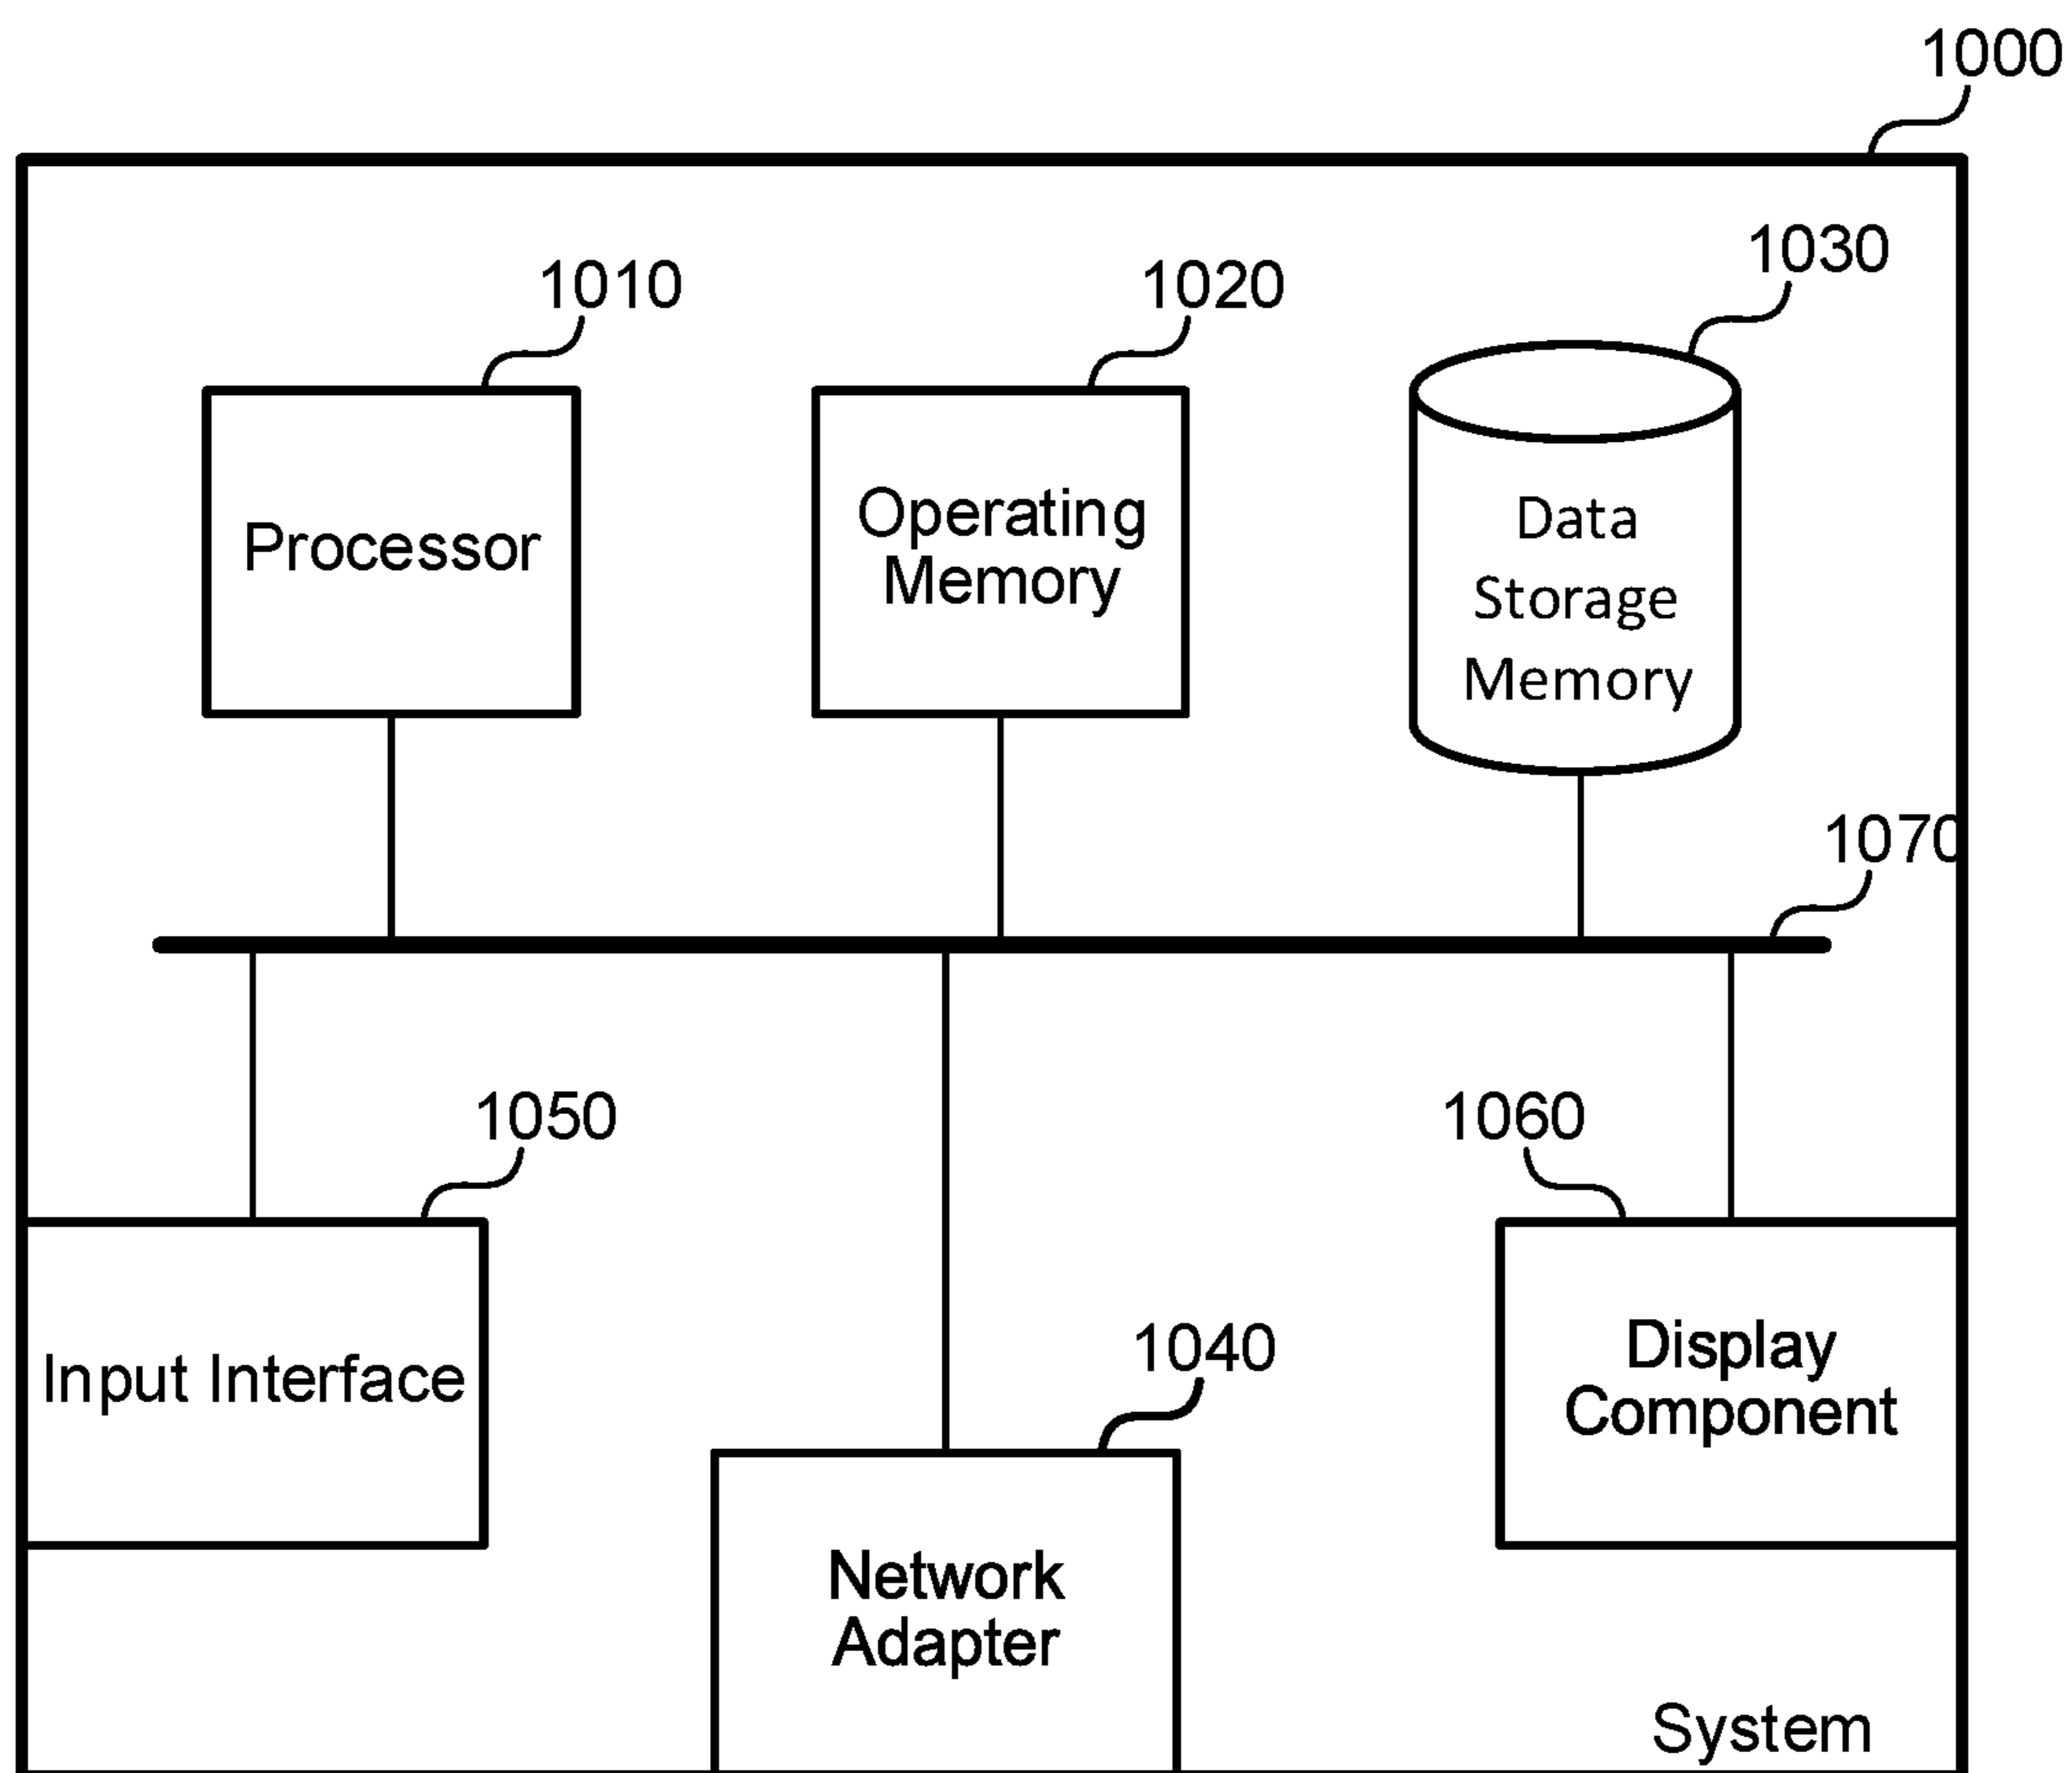 1000
1010
1020
1030
Processor
Operating
Memory
Data
Storage
Memory
1070
1050
1060
Input Interface
1040
Display
Component
Network
Adapter
System